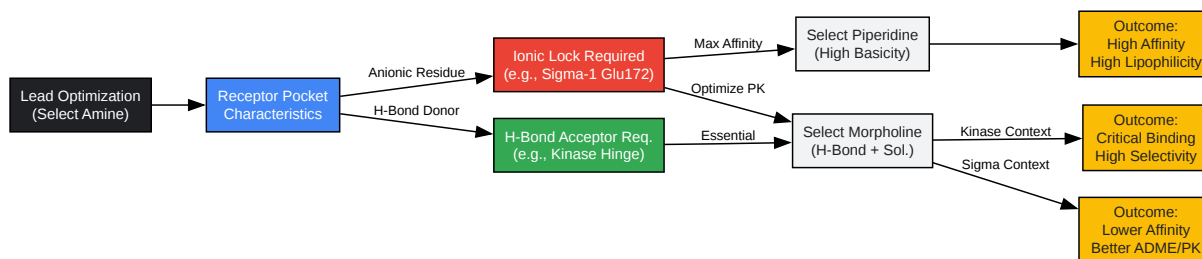 Lead Optimization
(Select Amine)
Receptor Pocket
Characteristics
Anionic Residue
H-Bond Donor
Ionic Lock Required
(e.g., Sigma-1 Glu172)
H-Bond Acceptor Req.
(e.g., Kinase Hinge)
Max Affinity
Optimize PK
Essential
Select Piperidine
(High Basicity)
Select Morpholine
(H-Bond + Sol.)
Kinase Context
Sigma Context
Outcome:
High Affinity
High Lipophilicity
Outcome:
Critical Binding
High Selectivity
Outcome:
Lower Affinity
Better ADME/PK